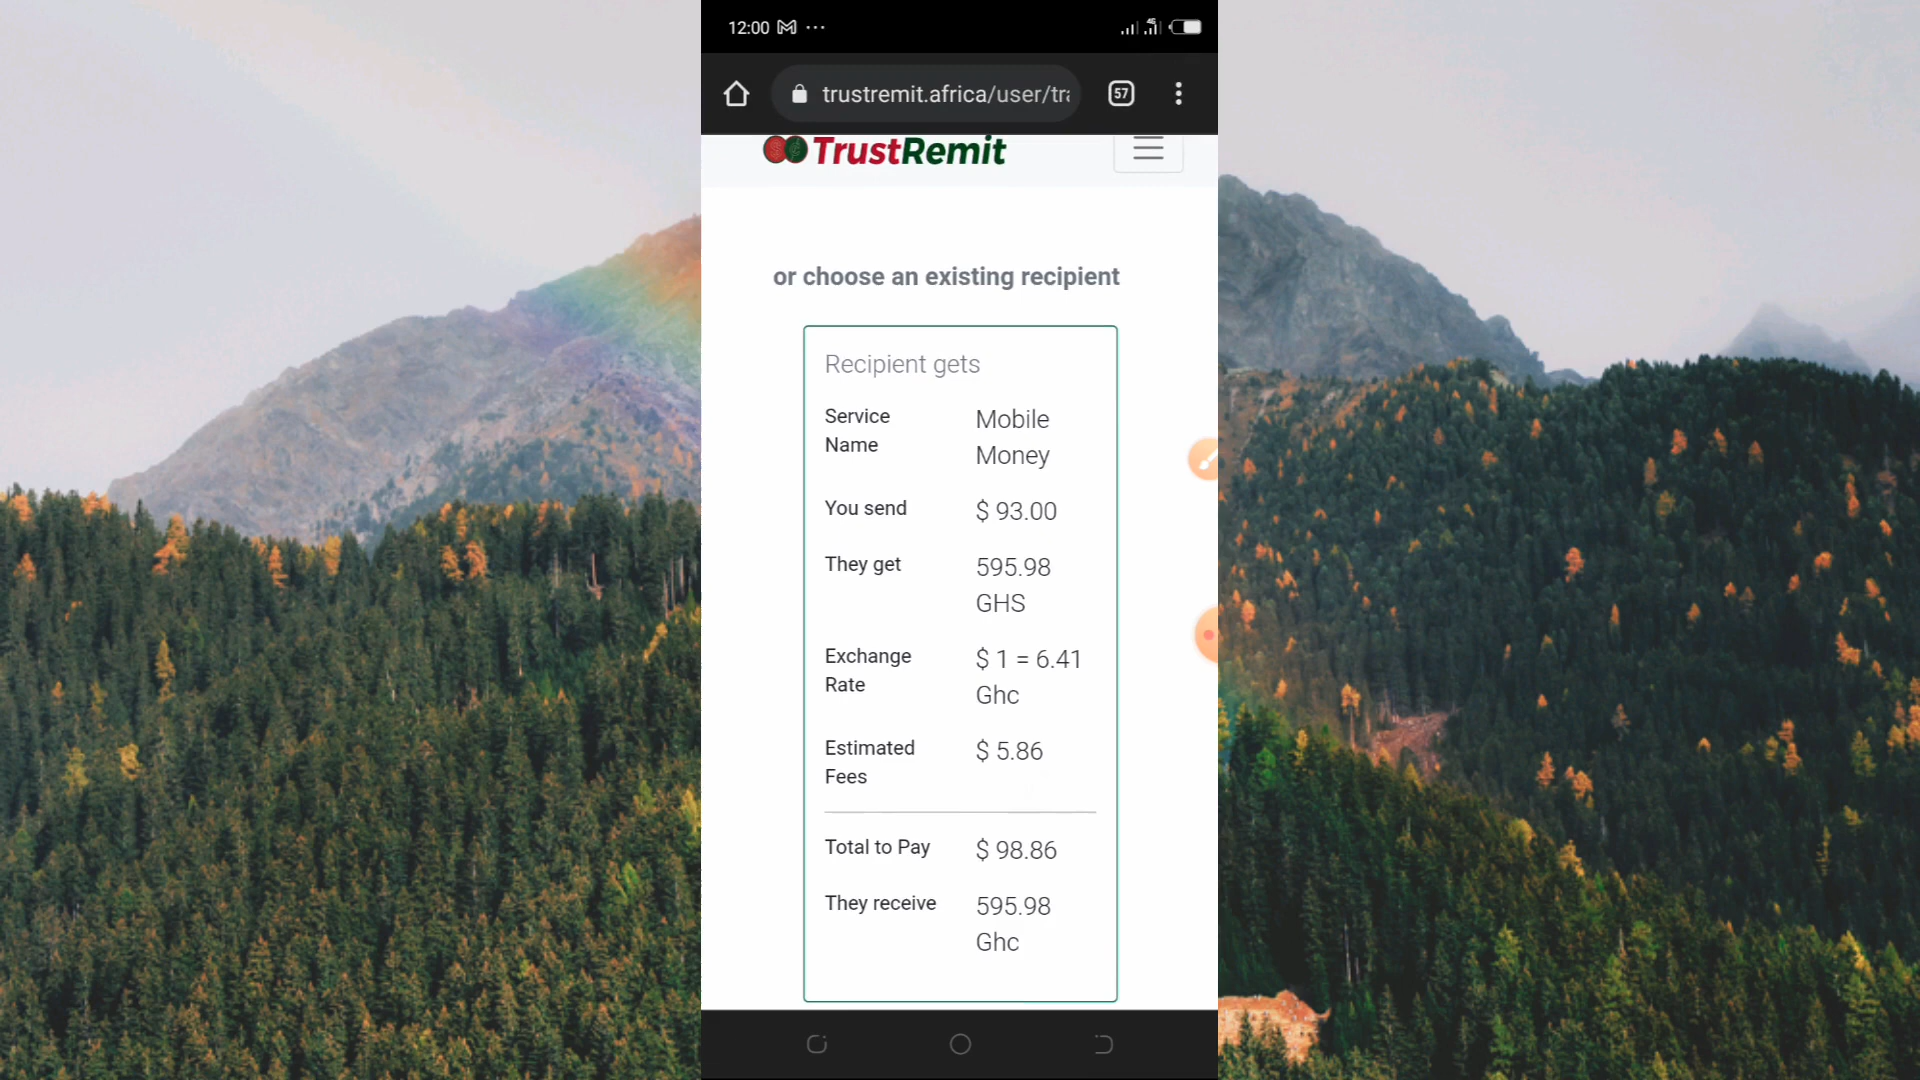 12:00
trustremit.africa/user/tra
57
TrustRemit
or choose an existing recipient
Recipient gets
Service Name
Mobile Money
You send
$ 93.00
They get
595.98 GHS
Exchange Rate
$ 1 = 6.41 Ghc
Estimated Fees
$ 5.86
Total to Pay
$ 98.86
They receive
595.98 Ghc